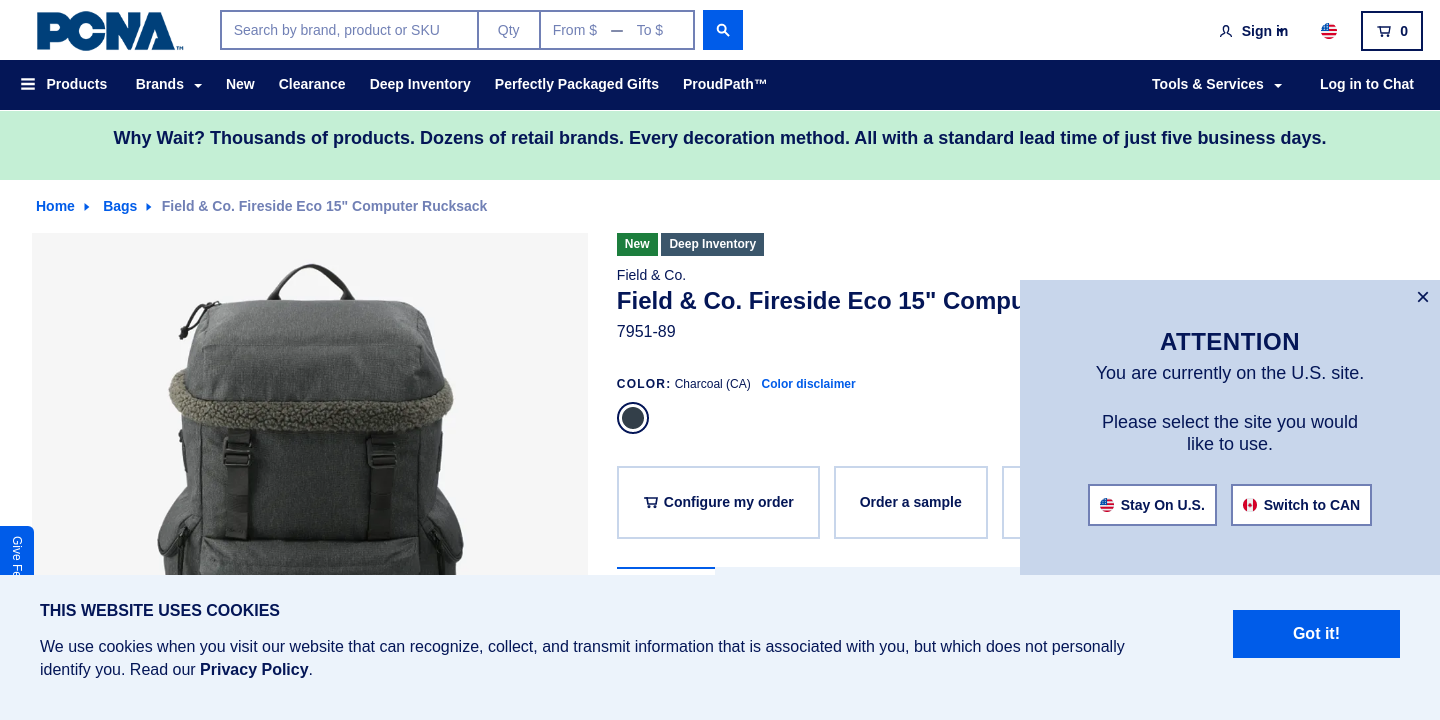 PCNA™
Search by brand, product or SKU
Qty
From $ — To $
Sign in
0
Products
Brands
New
Clearance
Deep Inventory
Perfectly Packaged Gifts
ProudPath™
Tools & Services
Log in to Chat
Why Wait? Thousands of products. Dozens of retail brands. Every decoration method. All with a standard lead time of just five business days.
Home
Bags
Field & Co. Fireside Eco 15" Computer Rucksack
New
Deep Inventory
Field & Co.
Field & Co. Fireside Eco 15" Compu
7951-89
COLOR: Charcoal (CA)
Color disclaimer
Configure my order
Order a sample
×
ATTENTION
You are currently on the U.S. site.
Please select the site you would
like to use.
Stay On U.S.
Switch to CAN
Give Fe
THIS WEBSITE USES COOKIES
We use cookies when you visit our website that can recognize, collect, and transmit information that is associated with you, but which does not personally
identify you. Read our Privacy Policy.
Got it!